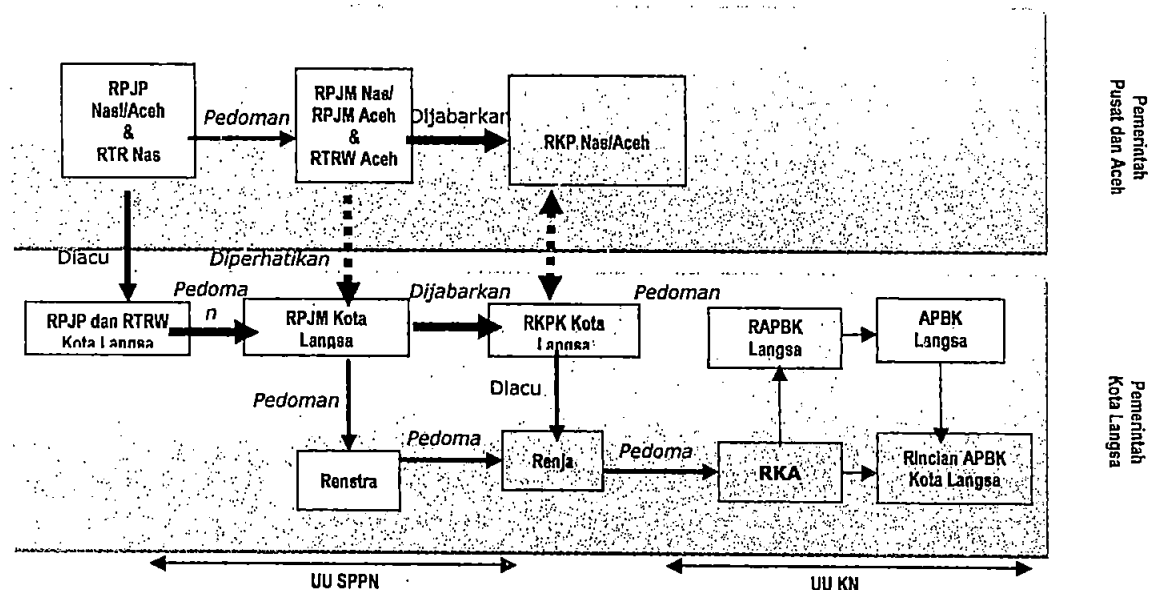 RPJP
Nasl/Aceh
&
RTR Nas
Pedoman
RPJM Nas/
RPJM Aceh
&
RTRW Aceh
Dijabarkan
RKP Nas/Aceh
Pemerintah
Pusat dan Aceh
Diacu
Diperhatikan
RPJP dan RTRW
Kota Langsa
Pedoma
n
RPJM Kota
Langsa
Dijabarkan
RKPK Kota
Langsa
Pedoman
RAPBK
Langsa
APBK
Langsa
Pedoman
Diacu
Renstra
Pedoma
Renja
Pedoma
RKA
Rincian APBK
Kota Langsa
Pemerintah
Kota Langsa
UU SPPN
UU KN